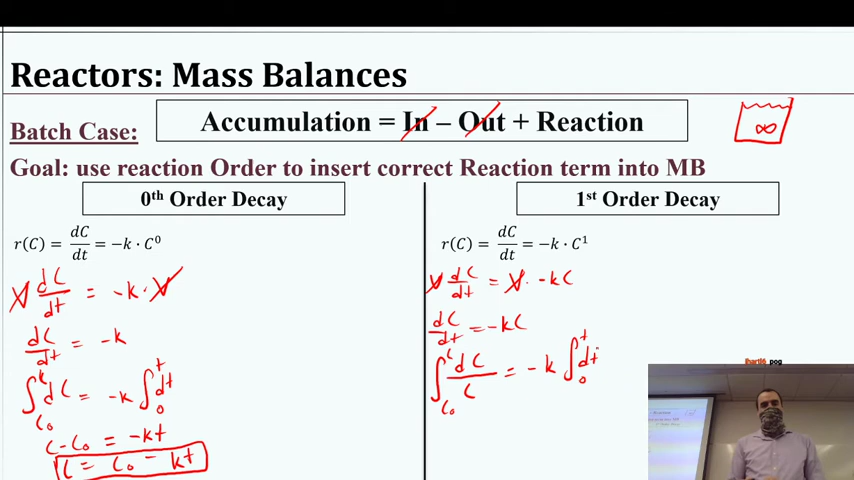 Reactors: Mass Balances
Batch Case:
Accumulation = In – Out + Reaction
∞
Goal: use reaction Order to insert correct Reaction term into MB
0th Order Decay
r(C) = dC/dt = −k · C⁰
V dC/dt = -k · V
dC/dt = -k
∫_C₀^C dC = -k ∫_0^t dt
C-C₀ = -kt
C = C₀ - kt
1st Order Decay
r(C) = dC/dt = −k · C¹
V dC/dt = V · -kC
dC/dt = -kC
∫_C₀^C dC/C = -k ∫_0^t dt